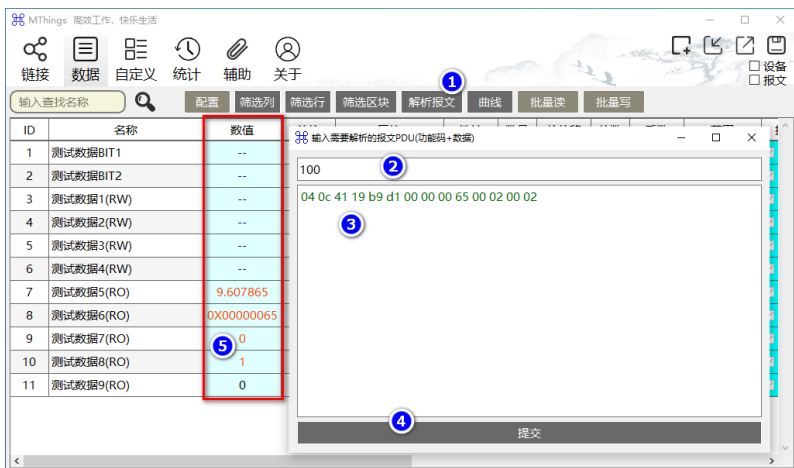 MThings 高效工作，快乐生活
链接 数据 自定义 统计 辅助 关于
设备
报文
1
输入查找名称 配置 筛选列 筛选行 筛选区块 解析报文 曲线 批量读 批量写
ID 名称 数值
输入需要解析的报文PDU(功能码+数据)
1 测试数据BIT1 --
100 2
2 测试数据BIT2 --
04 0c 41 19 b9 d1 00 00 00 65 00 02 00 02
3 测试数据1(RW) --
3
4 测试数据2(RW) --
5 测试数据3(RW) --
6 测试数据4(RW) --
7 测试数据5(RO) 9.607865
8 测试数据6(RO) 0X00000065
9 测试数据7(RO) 0
5
10 测试数据8(RO) 1
11 测试数据9(RO) 0
4
提交